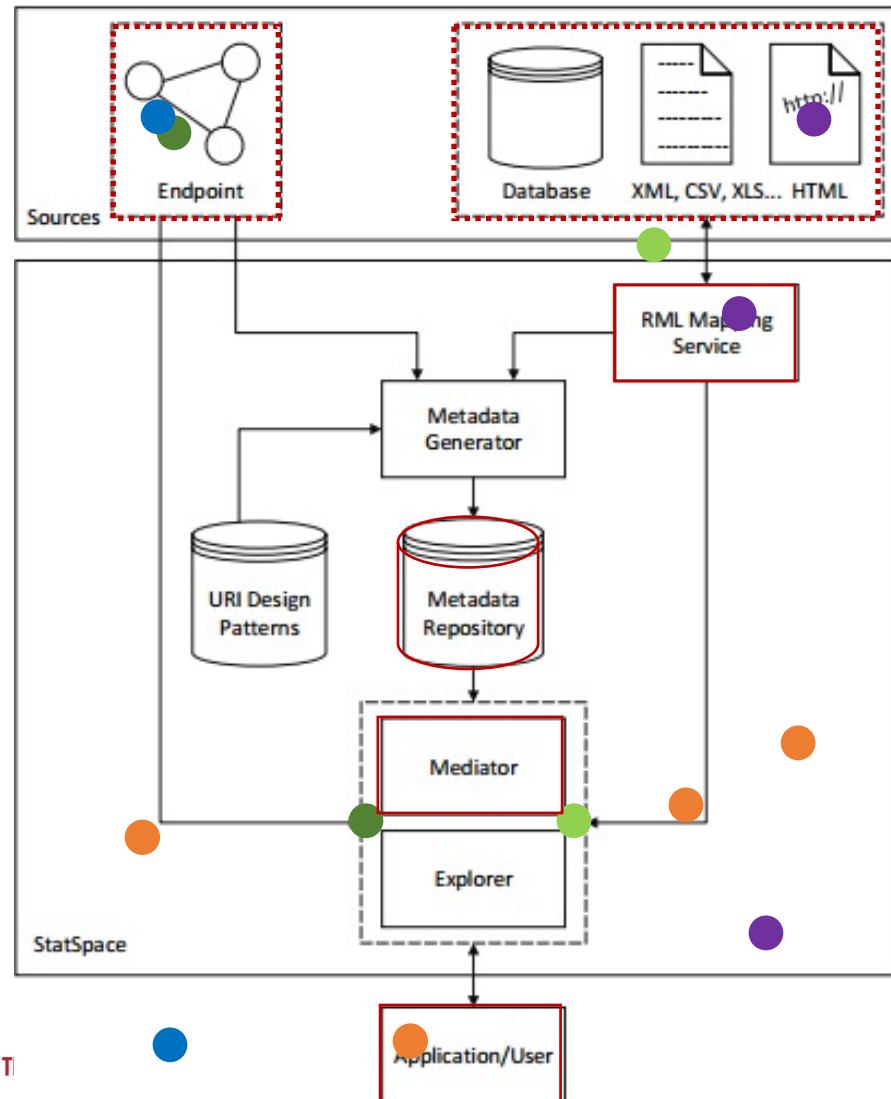 http://
Endpoint
Database
XML, CSV, XLS... HTML
Sources
RML Mapping
Service
Metadata
Generator
URI Design
Patterns
Metadata
Repository
Mediator
Explorer
StatSpace
Application/User